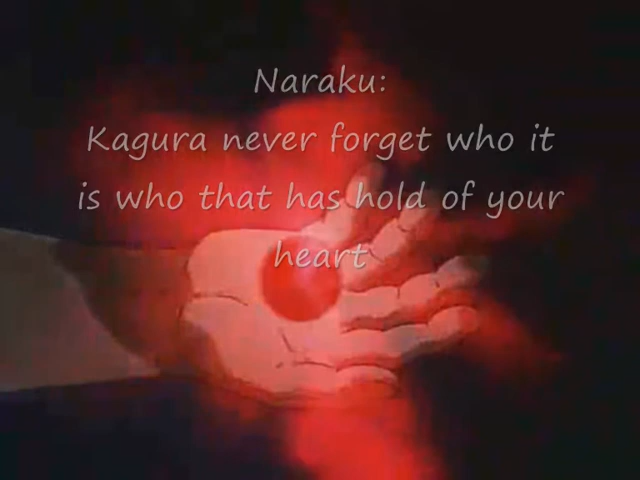 Naraku:
Kagura never forget who it
is who that has hold of your
heart